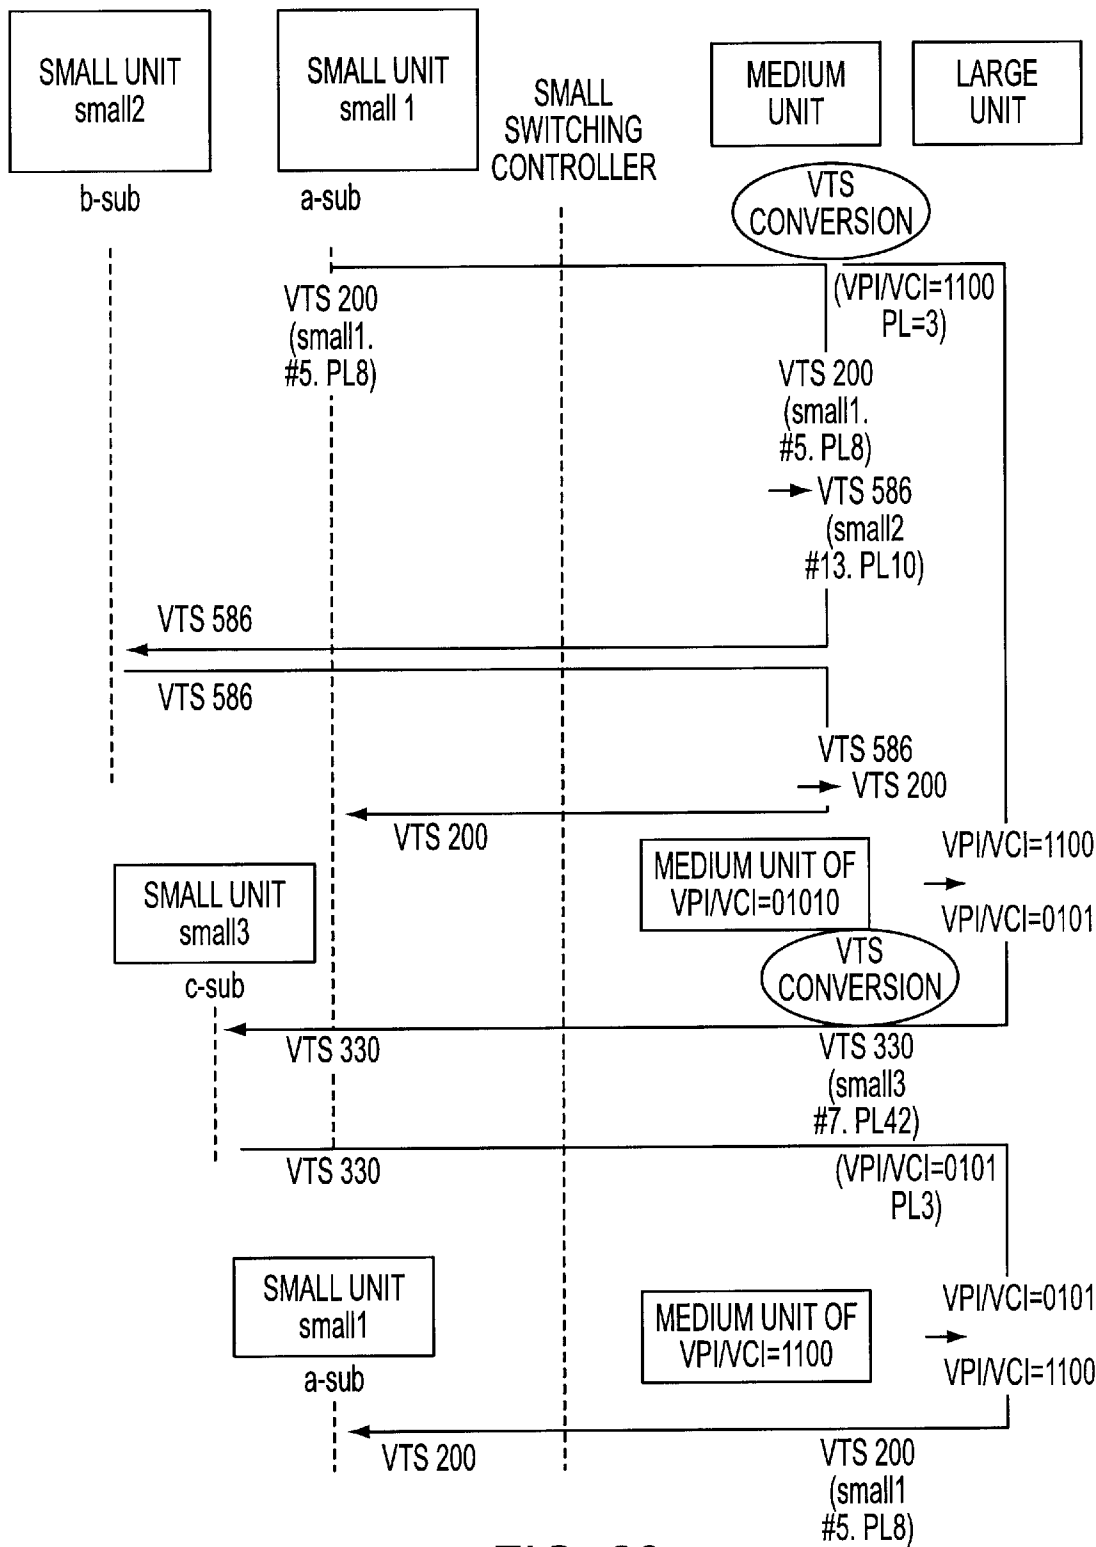 SMALL UNIT
small2
b-sub
SMALL UNIT
small 1
a-sub
SMALL
SWITCHING
CONTROLLER
MEDIUM
UNIT
LARGE
UNIT
VTS
CONVERSION
VTS 200
(small1.
#5. PL8)
(VPI/VCI=1100
PL=3)
VTS 200
(small1.
#5. PL8)
VTS 586
(small2
#13. PL10)
VTS 586
VTS 586
VTS 586
VTS 200
VTS 200
SMALL UNIT
small3
c-sub
MEDIUM UNIT OF
VPI/VCI=01010
VPI/VCI=1100
VPI/VCI=0101
VTS
CONVERSION
VTS 330
VTS 330
(small3
#7. PL42)
VTS 330
(VPI/VCI=0101
PL3)
SMALL UNIT
small1
a-sub
MEDIUM UNIT OF
VPI/VCI=1100
VPI/VCI=0101
VPI/VCI=1100
VTS 200
VTS 200
(small1
#5. PL8)